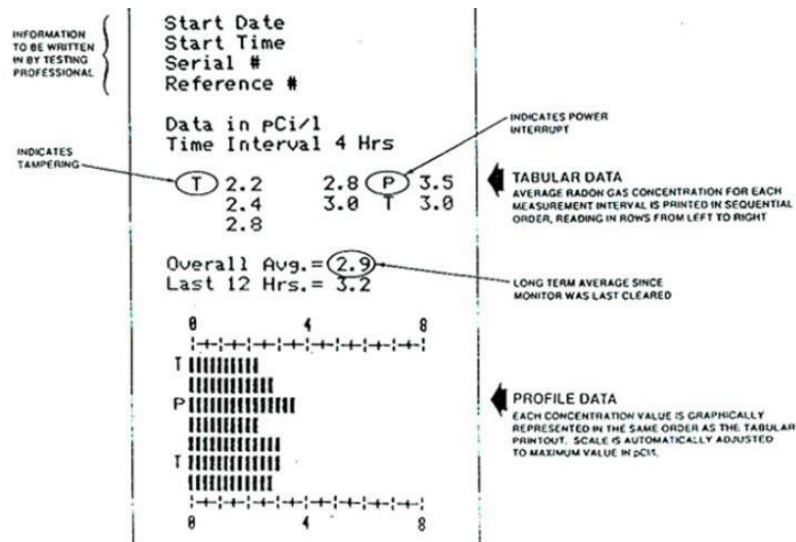 INFORMATION
TO BE WRITTEN
IN BY TESTING
PROFESSIONAL
Start Date
Start Time
Serial #
Reference #
Data in pCi/l
Time Interval 4 Hrs
INDICATES POWER
INTERRUPT
INDICATES
TAMPERING
T 2.2 2.8 P 3.5
2.4 3.0 T 3.0
2.8
TABULAR DATA
AVERAGE RADON GAS CONCENTRATION FOR EACH
MEASUREMENT INTERVAL IS PRINTED IN SEQUENTIAL
ORDER, READING IN ROWS FROM LEFT TO RIGHT
Overall Avg.= 2.9
Last 12 Hrs.= 3.2
LONG TERM AVERAGE SINCE
MONITOR WAS LAST CLEARED
0 4 8
T
P
T
0 4 8
PROFILE DATA
EACH CONCENTRATION VALUE IS GRAPHICALLY
REPRESENTED IN THE SAME ORDER AS THE TABULAR
PRINTOUT. SCALE IS AUTOMATICALLY ADJUSTED
TO MAXIMUM VALUE IN pCi/l.